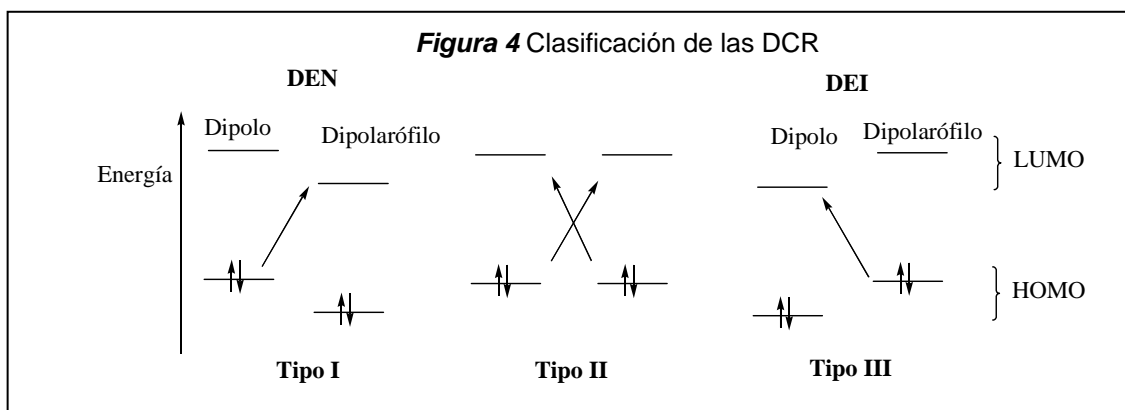 Figura 4 Clasificación de las DCR
DEN DEI
Dipolo Dipolarófilo Dipolo Dipolarófilo
LUMO
Energía
HOMO
Tipo I Tipo II Tipo III